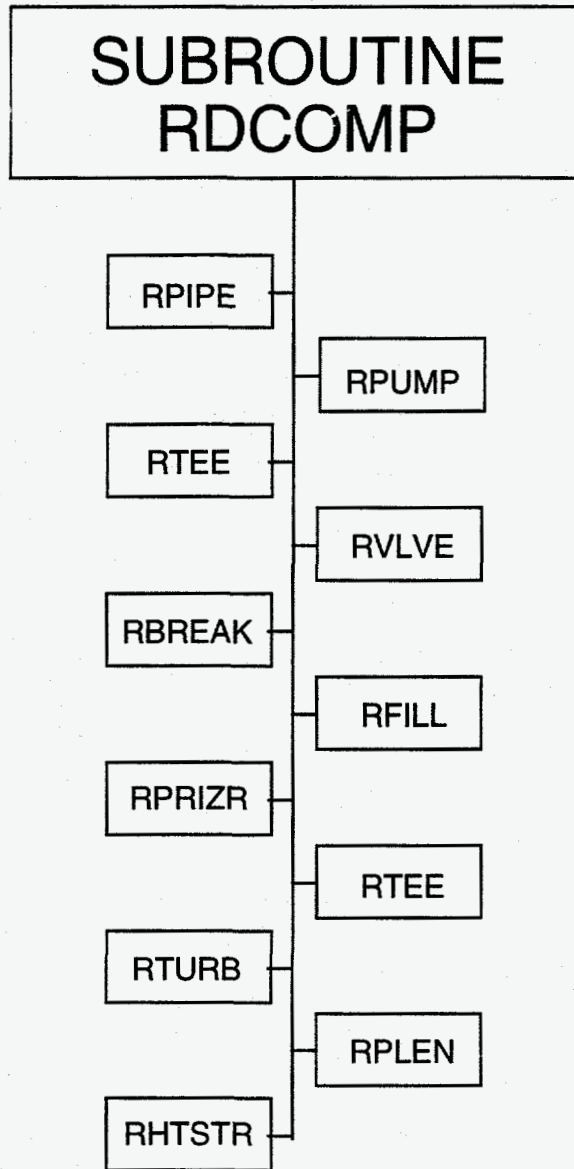 SUBROUTINE
RDCOMP
RPIPE
RPUMP
RTEE
RVLVE
RBREAK
RFILL
RPRIZR
RTEE
RTURB
RPLEN
RHTSTR